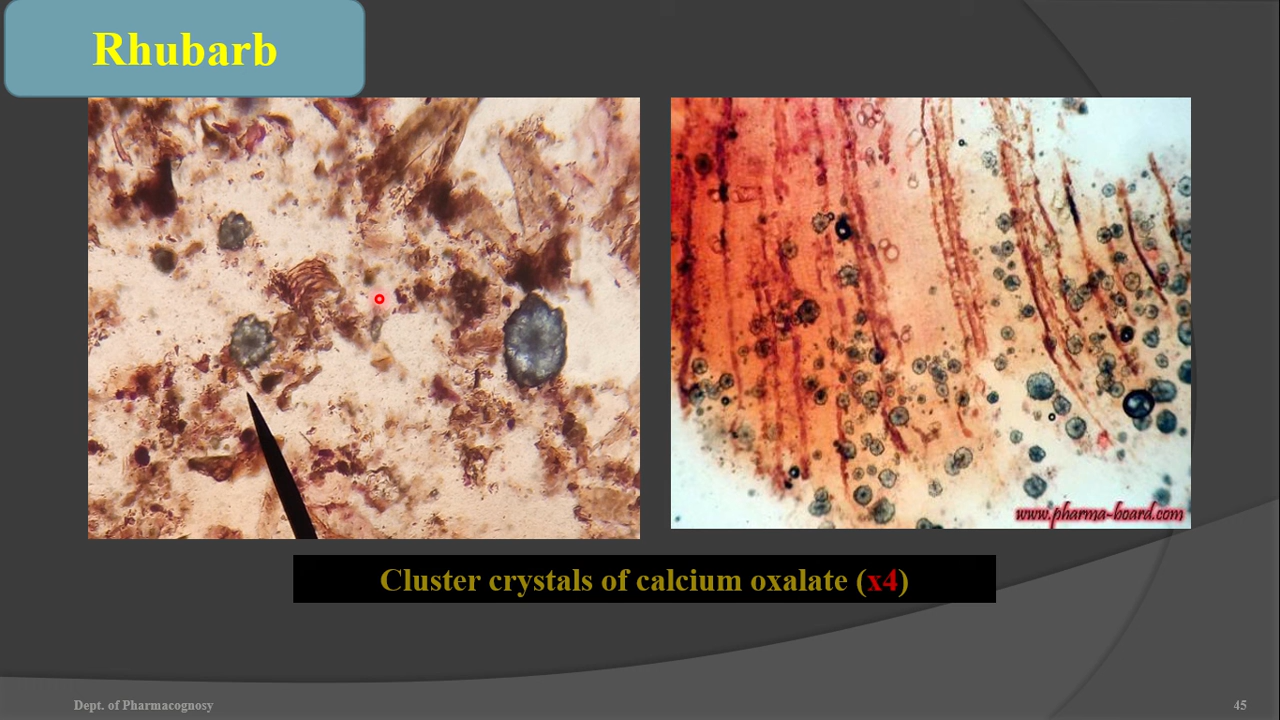 Rhubarb
www.pharma-board.com
Cluster crystals of calcium oxalate (x4)
Dept. of Pharmacognosy
45